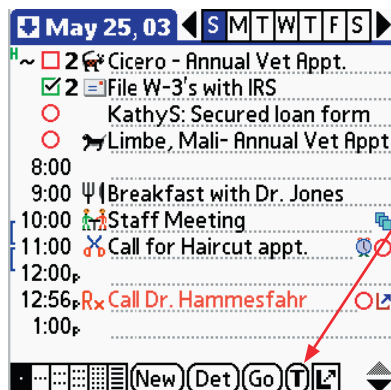 May 25, 03 S M T W T F S
H ~ 2 Cicero - Annual Vet Appt.
2 File W-3's with IRS
KathyS: Secured loan form
Limbe, Mali- Annual Vet Appt
8:00
9:00 Breakfast with Dr. Jones
10:00 Staff Meeting
11:00 Call for Haircut appt.
12:00P
12:56P Rx Call Dr. Hammesfahr
1:00P
New Det Go T